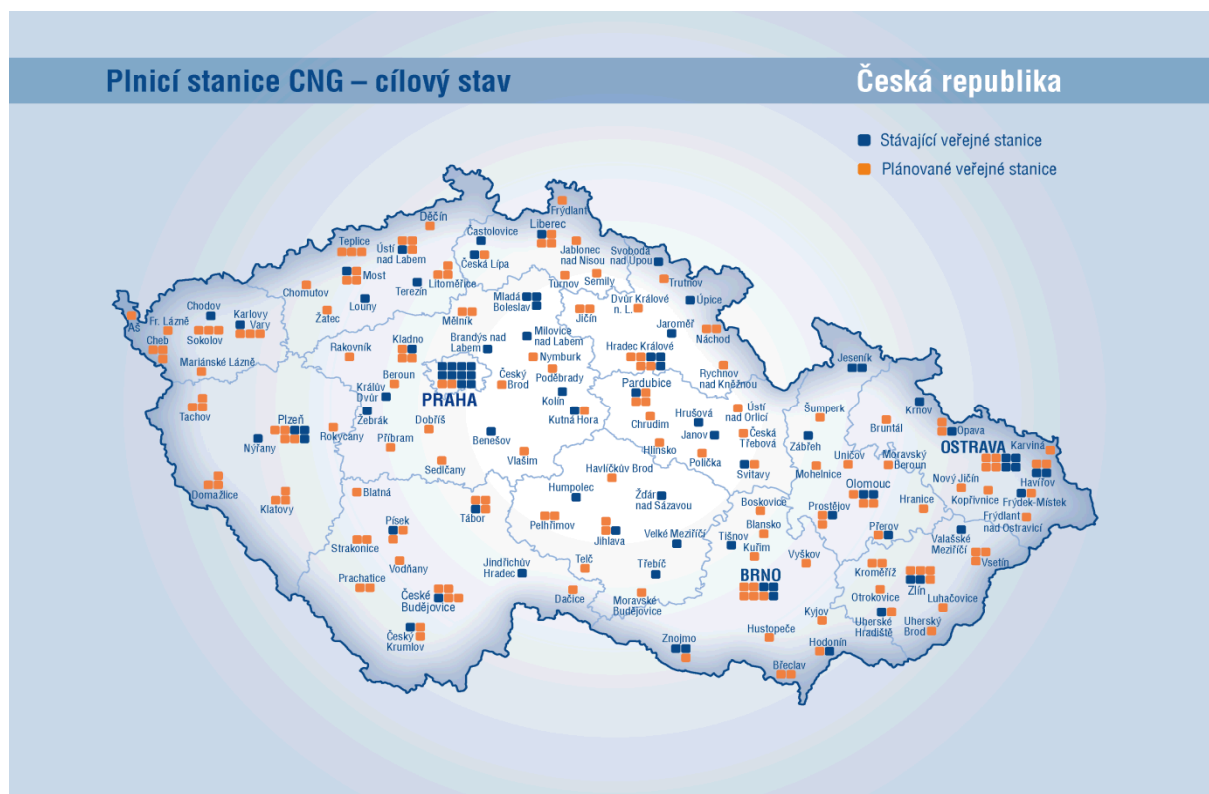 Plnicí stanice CNG – cílový stav
Česká republika
Stávající veřejné stanice
Plánované veřejné stanice
Frýdlant
Děčín
Liberec
Častolovice
Teplice
Ústí
nad Labem
Jablonec
nad Nisou
Svoboda
nad Úpou
Česká Lípa
Most
Litoměřice
Turnov
Semily
Trutnov
Chomutov
Terezín
Louny
Mladá
Boleslav
Dvůr Králové
n. L.
Úpice
Chodov
Karlovy
Vary
Žatec
Mělník
Jičín
Aš
Fr. Lázně
Sokolov
Jaroměř
Cheb
Rakovník
Kladno
Brandýs nad
Labem
Milovice
nad Labem
Hradec Králové
Náchod
Mariánské Lázně
Nymburk
Jeseník
Beroun
Český
Brod
Poděbrady
Rychnov
nad Kněžnou
Králův
Dvůr
PRAHA
Pardubice
Tachov
Kolín
Krnov
Žebrák
Kutná Hora
Chrudim
Hrušová
Ústí
nad Orlicí
Šumperk
Bruntál
Opava
Plzeň
Dobříš
Janov
Česká
Třebová
Zábřeh
OSTRAVA
Karviná
Nýřany
Rokycany
Příbram
Benešov
Hlinsko
Uničov
Moravský
Beroun
Vlašim
Polička
Sedlčany
Havlíčkův Brod
Svitavy
Mohelnice
Havířov
Nový Jičín
Domažlice
Klatovy
Blatná
Humpolec
Žďár
nad Sázavou
Olomouc
Kopřivnice
Frýdek-Místek
Tábor
Boskovice
Prostějov
Hranice
Písek
Pelhřimov
Frýdlant
nad Ostravicí
Strakonice
Jihlava
Velké Meziříčí
Tišnov
Blansko
Přerov
Valašské
Meziříčí
Kuřim
Vyškov
Vodňany
Jindřichův
Hradec
Telč
Třebíč
Vsetín
Prachatice
BRNO
Kroměříž
Zlín
České
Budějovice
Dačice
Moravské
Budějovice
Otrokovice
Luhačovice
Kyjov
Uherské
Hradiště
Český
Krumlov
Hustopeče
Uherský
Brod
Znojmo
Hodonín
Břeclav